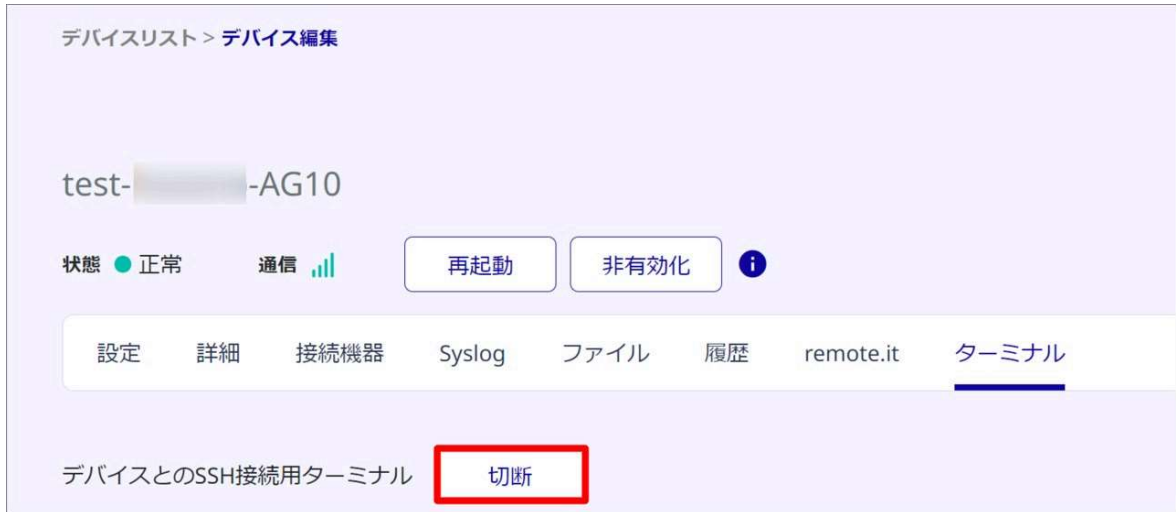 デバイスリスト > デバイス編集
test- -AG10
状態 正常 通信 再起動 非有効化
設定 詳細 接続機器 Syslog ファイル 履歴 remote.it ターミナル
デバイスとのSSH接続用ターミナル 切断